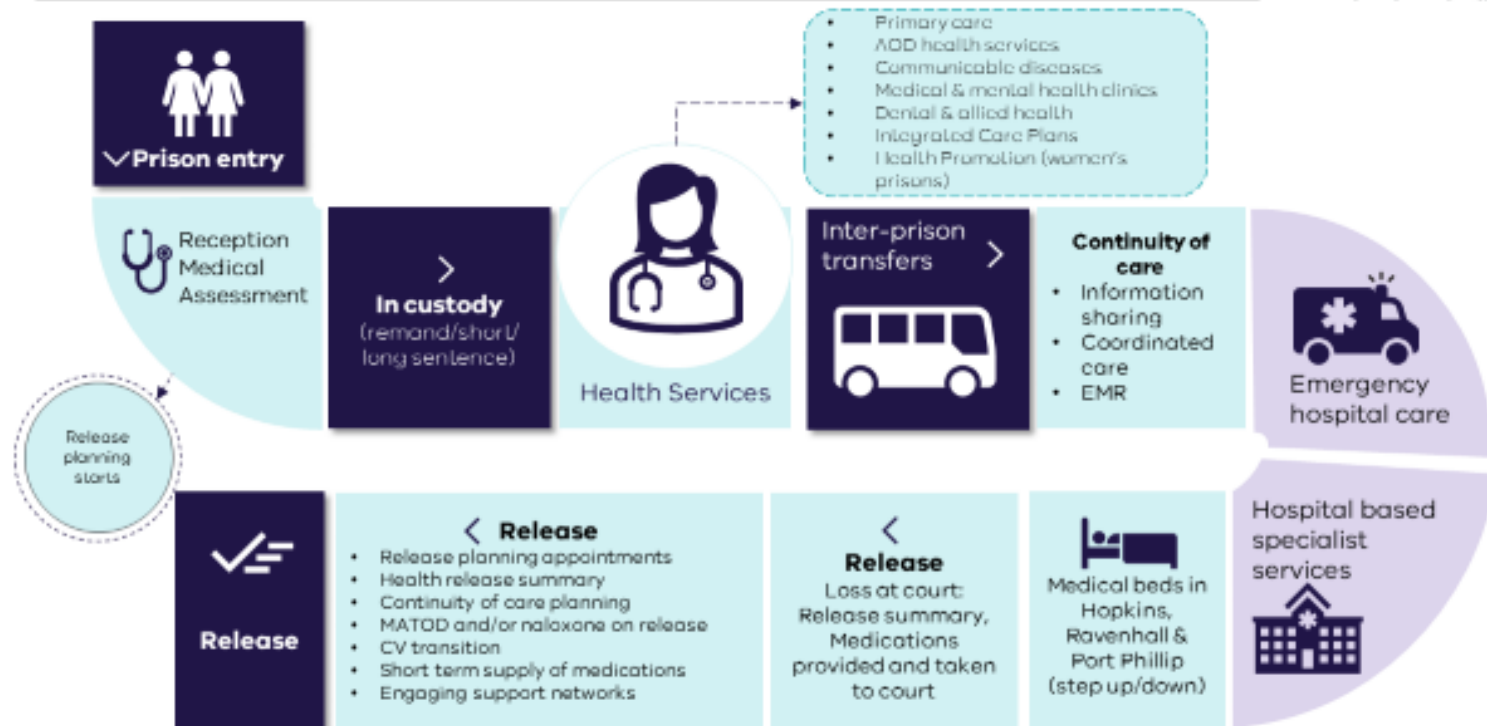 Primary care
AOD health services
Communicable diseases
Medical & mental health clinics
Dental & allied health
Integrated Care Plans
Health Promotion (women's
prisons)
Prison entry
Reception
Medical
Assessment
In custody
(remand/short/
long sentence)
Health Services
Inter-prison
transfers
Continuity of
care
• Information
sharing
• Coordinated
care
• EMR
Emergency
hospital care
Release
planning
starts
Release
Release
• Release planning appointments
• Health release summary
• Continuity of care planning
• MATOD and/or naloxone on release
• CV transition
• Short term supply of medications
• Engaging support networks
Release
Loss at court:
Release summary,
Medications
provided and taken
to court
Medical beds in
Hopkins,
Ravenhall &
Port Phillip
(step up/down)
Hospital based
specialist
services